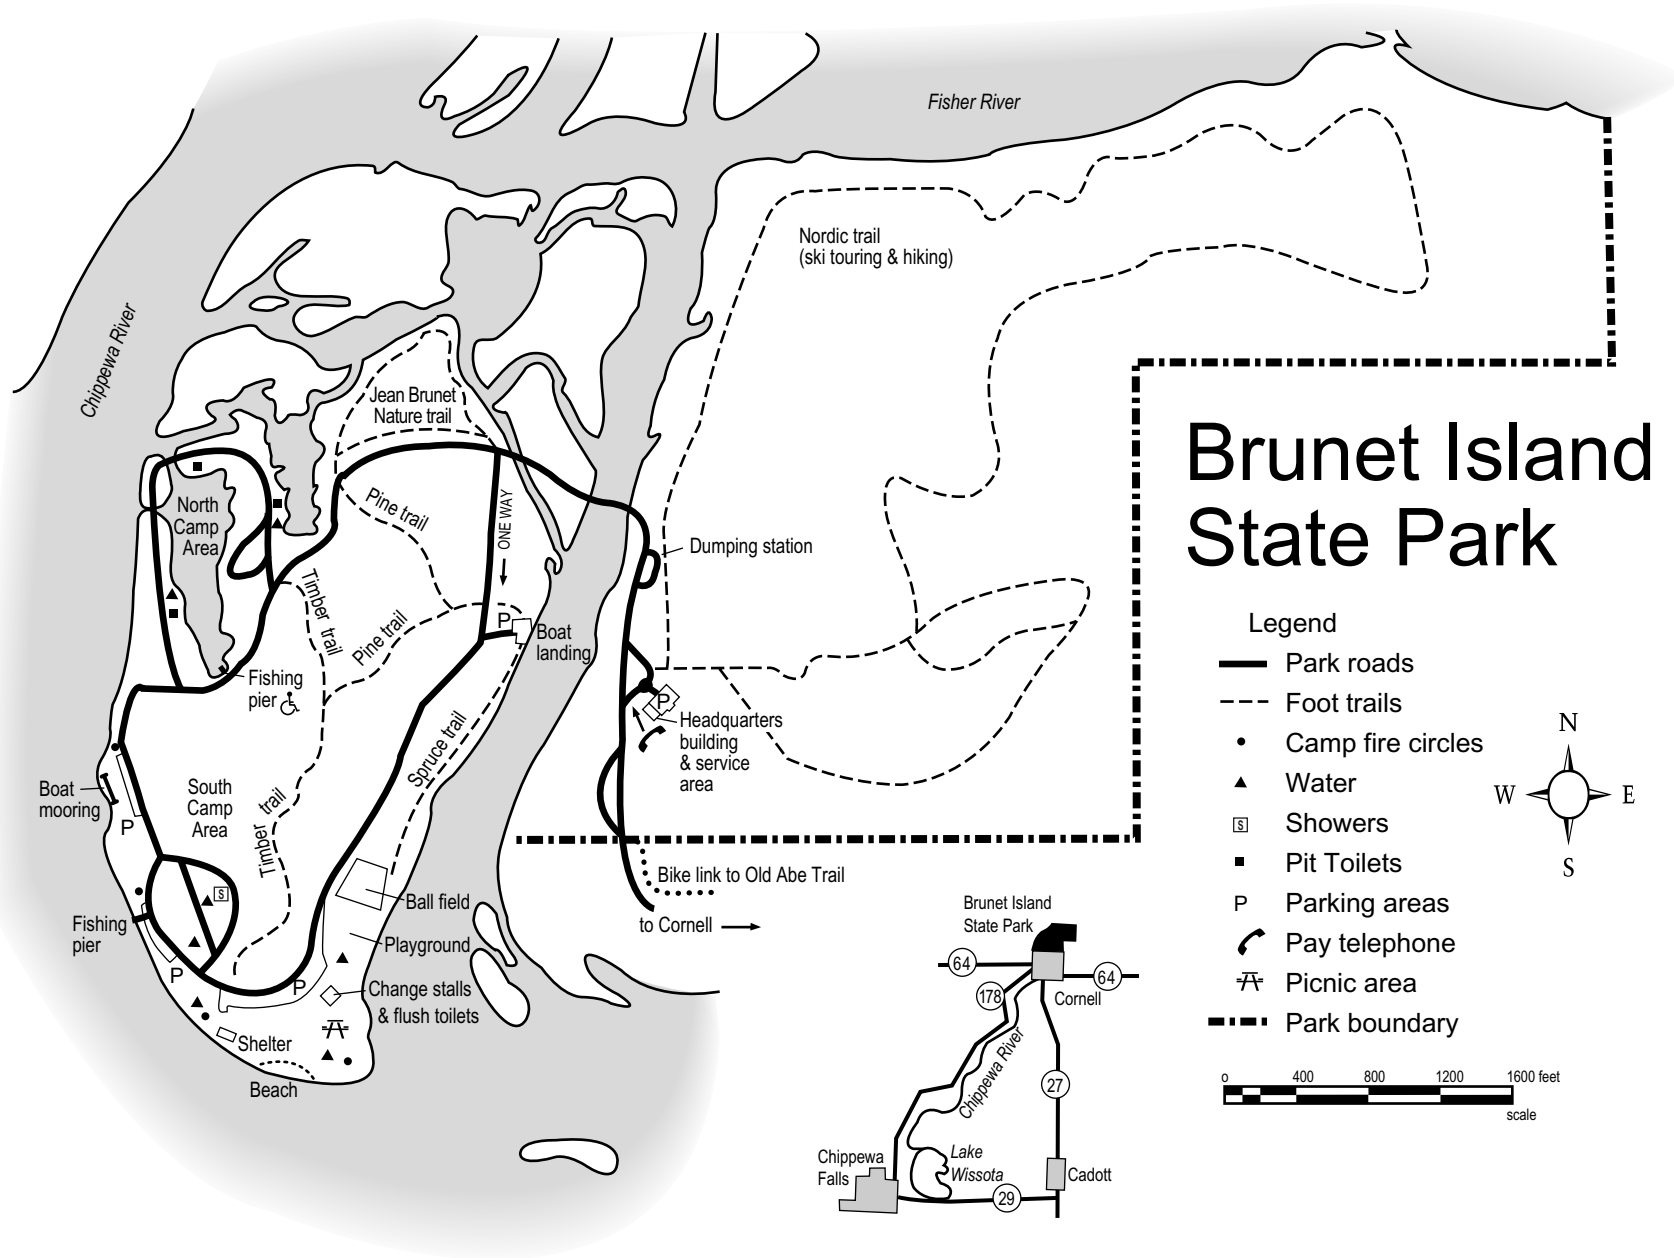 Fisher River
Chippewa River
Nordic trail
(ski touring & hiking)
Jean Brunet
Nature trail
Brunet Island
State Park
North
Camp
Area
Pine trail
ONE WAY
Dumping station
Timber trail
Pine trail
P
Boat
landing
Fishing
pier
P
Headquarters
building
& service
area
Spruce trail
Boat
mooring
P
South
Camp
Area
Timber trail
S
Fishing
pier
P
P
Ball field
Playground
Change stalls
& flush toilets
Shelter
Beach
Bike link to Old Abe Trail
to Cornell
Legend
Park roads
Foot trails
Camp fire circles
Water
S Showers
Pit Toilets
P Parking areas
Pay telephone
Picnic area
Park boundary
N
W E
S
o 400 800 1200 1600 feet
scale
Brunet Island
State Park
64
64
178
Cornell
Chippewa River
27
Chippewa
Falls
Lake
Wissota
Cadott
29